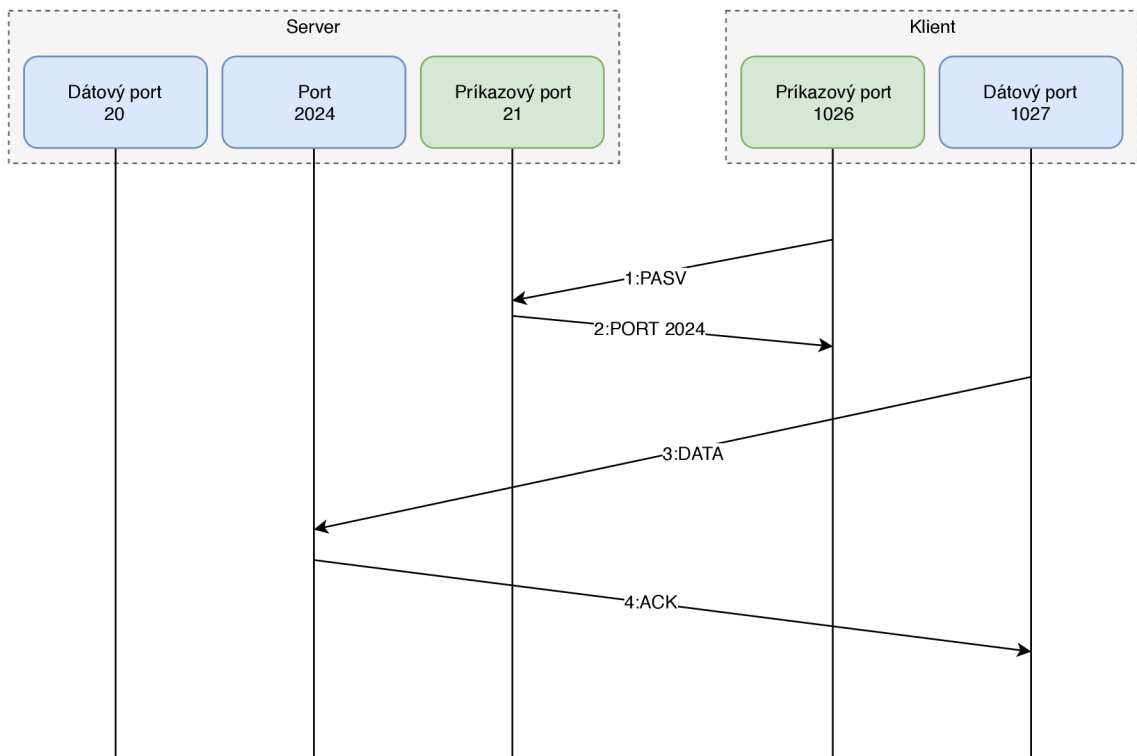 Server
Klient
Dátový port
20
Port
2024
Príkazový port
21
Príkazový port
1026
Dátový port
1027
1:PASV
2:PORT 2024
3:DATA
4:ACK